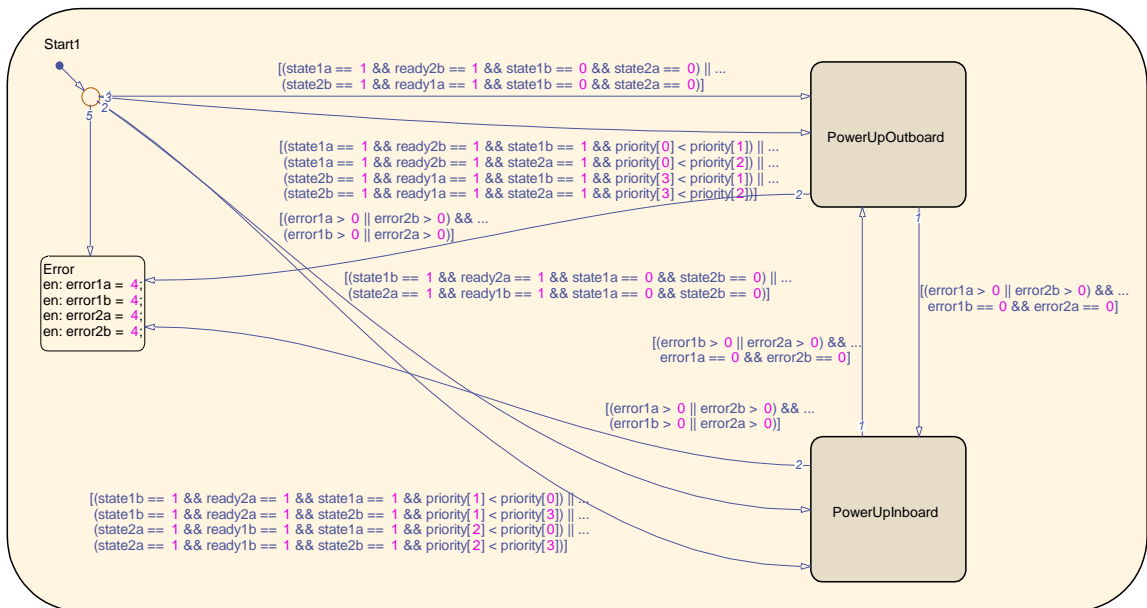 Start1
[(state1a == 1 && ready2b == 1 && state1b == 0 && state2a == 0) || ...
(state2b == 1 && ready1a == 1 && state1b == 0 && state2a == 0)]
3
2
5
PowerUpOutboard
[(state1a == 1 && ready2b == 1 && state1b == 1 && priority[0] < priority[1]) || ...
(state1a == 1 && ready2b == 1 && state2a == 1 && priority[0] < priority[2]) || ...
(state2b == 1 && ready1a == 1 && state1b == 1 && priority[3] < priority[1]) || ...
(state2b == 1 && ready1a == 1 && state2a == 1 && priority[3] < priority[2])]
2
1
[(error1a > 0 || error2b > 0) && ...
(error1b > 0 || error2a > 0)]
Error
en: error1a = 4;
en: error1b = 4;
en: error2a = 4;
en: error2b = 4;
[(state1b == 1 && ready2a == 1 && state1a == 0 && state2b == 0) || ...
(state2a == 1 && ready1b == 1 && state1a == 0 && state2b == 0)]
[(error1a > 0 || error2b > 0) && ...
error1b == 0 && error2a == 0]
[(error1b > 0 || error2a > 0) && ...
error1a == 0 && error2b == 0]
[(error1a > 0 || error2b > 0) && ...
(error1b > 0 || error2a > 0)]
1
2
PowerUpInboard
[(state1b == 1 && ready2a == 1 && state1a == 1 && priority[1] < priority[0]) || ...
(state1b == 1 && ready2a == 1 && state2b == 1 && priority[1] < priority[3]) || ...
(state2a == 1 && ready1b == 1 && state1a == 1 && priority[2] < priority[0]) || ...
(state2a == 1 && ready1b == 1 && state2b == 1 && priority[2] < priority[3])]